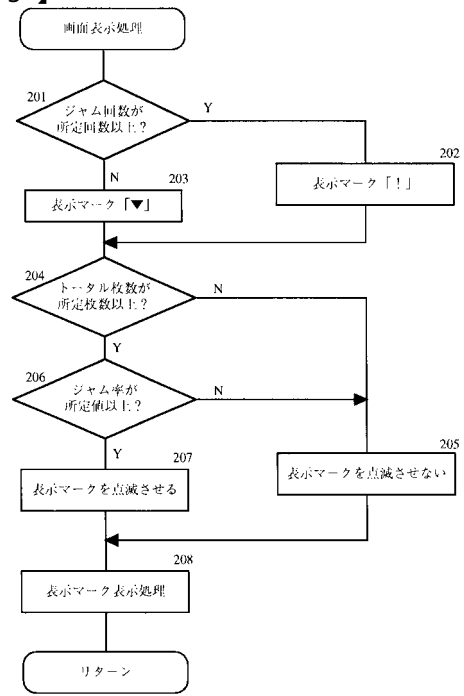 画面表示処理
201
ジャム回数が
所定回数以上?
Y
202
表示マーク「!」
N
203
表示マーク「▼」
204
トータル枚数が
所定枚数以上?
N
Y
206
ジャム率が
所定値以上?
N
Y
207
表示マークを点滅させる
205
表示マークを点滅させない
208
表示マーク表示処理
リターン